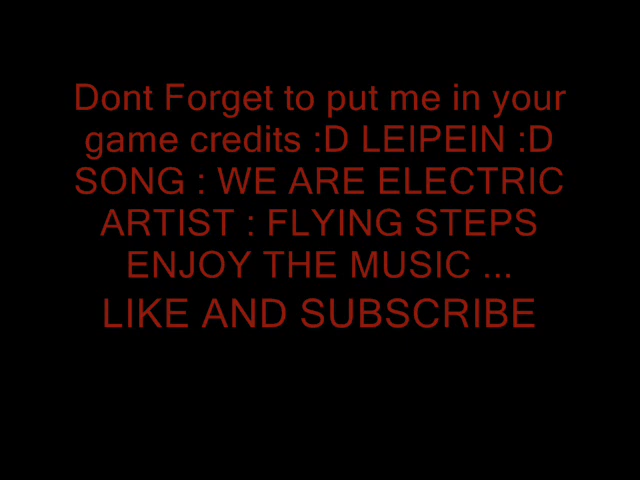 Dont Forget to put me in your
game credits :D LEIPEIN :D
SONG : WE ARE ELECTRIC
ARTIST : FLYING STEPS
ENJOY THE MUSIC ...
LIKE AND SUBSCRIBE